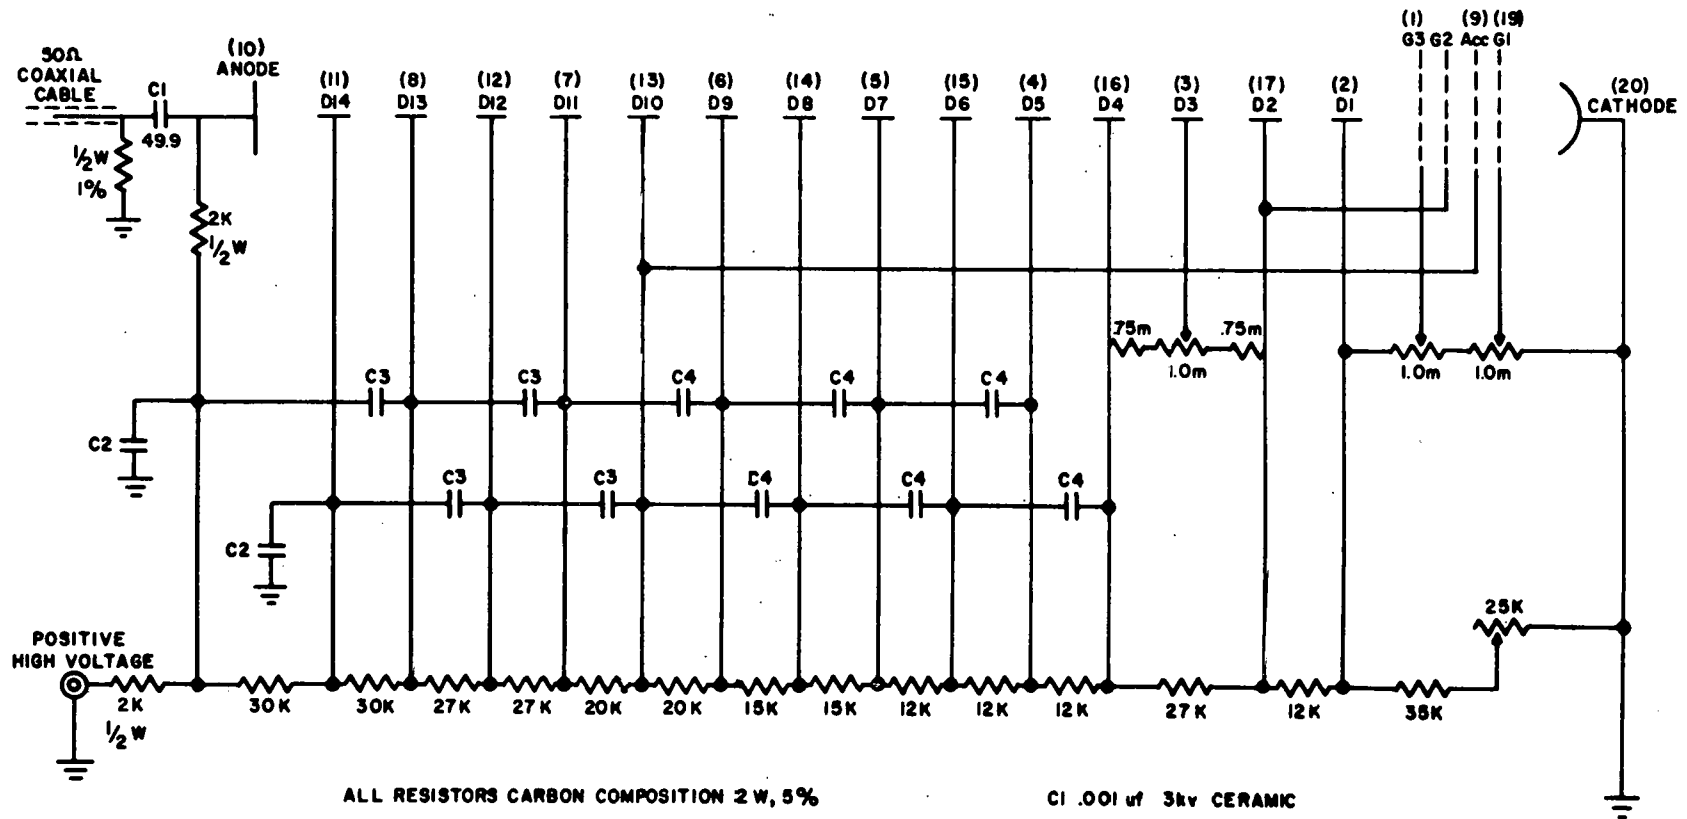 50Ω
COAXIAL
CABLE
C1
49.9
1/2W
1%
(10)
ANODE
2K
1/2W
(11)
D14
(8)
D13
(12)
D12
(7)
D11
(13)
D10
(6)
D9
(14)
D8
(5)
D7
(15)
D6
(4)
D5
(16)
D4
(3)
D3
(17)
D2
(2)
D1
(1)
G3
G2
(9)
Acc
(19)
G1
(20)
CATHODE
.75m
.75m
1.0m
1.0m
1.0m
C3
C3
C4
C4
C4
C2
C3
C3
C4
C4
C4
C2
25K
POSITIVE
HIGH VOLTAGE
2K
1/2W
30K
30K
27K
27K
20K
20K
15K
15K
12K
12K
12K
27K
12K
35K
ALL RESISTORS CARBON COMPOSITION 2W, 5%
C1 .001 uf 3kv CERAMIC